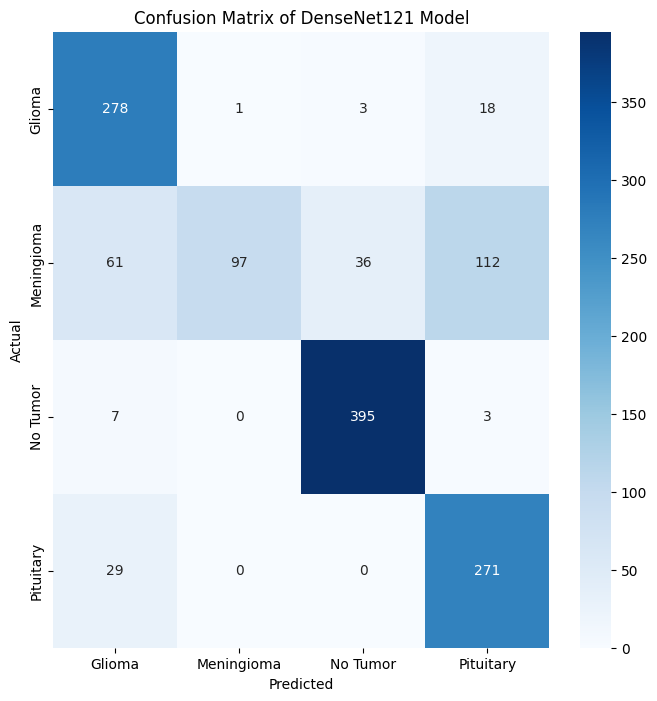 Confusion Matrix of DenseNet121 Model
Glioma
278 1 3 18
Meningioma
61 97 36 112
No Tumor
7 0 395 3
Pituitary
29 0 0 271
Actual
Glioma Meningioma No Tumor Pituitary
Predicted
350
300
250
200
150
100
50
0